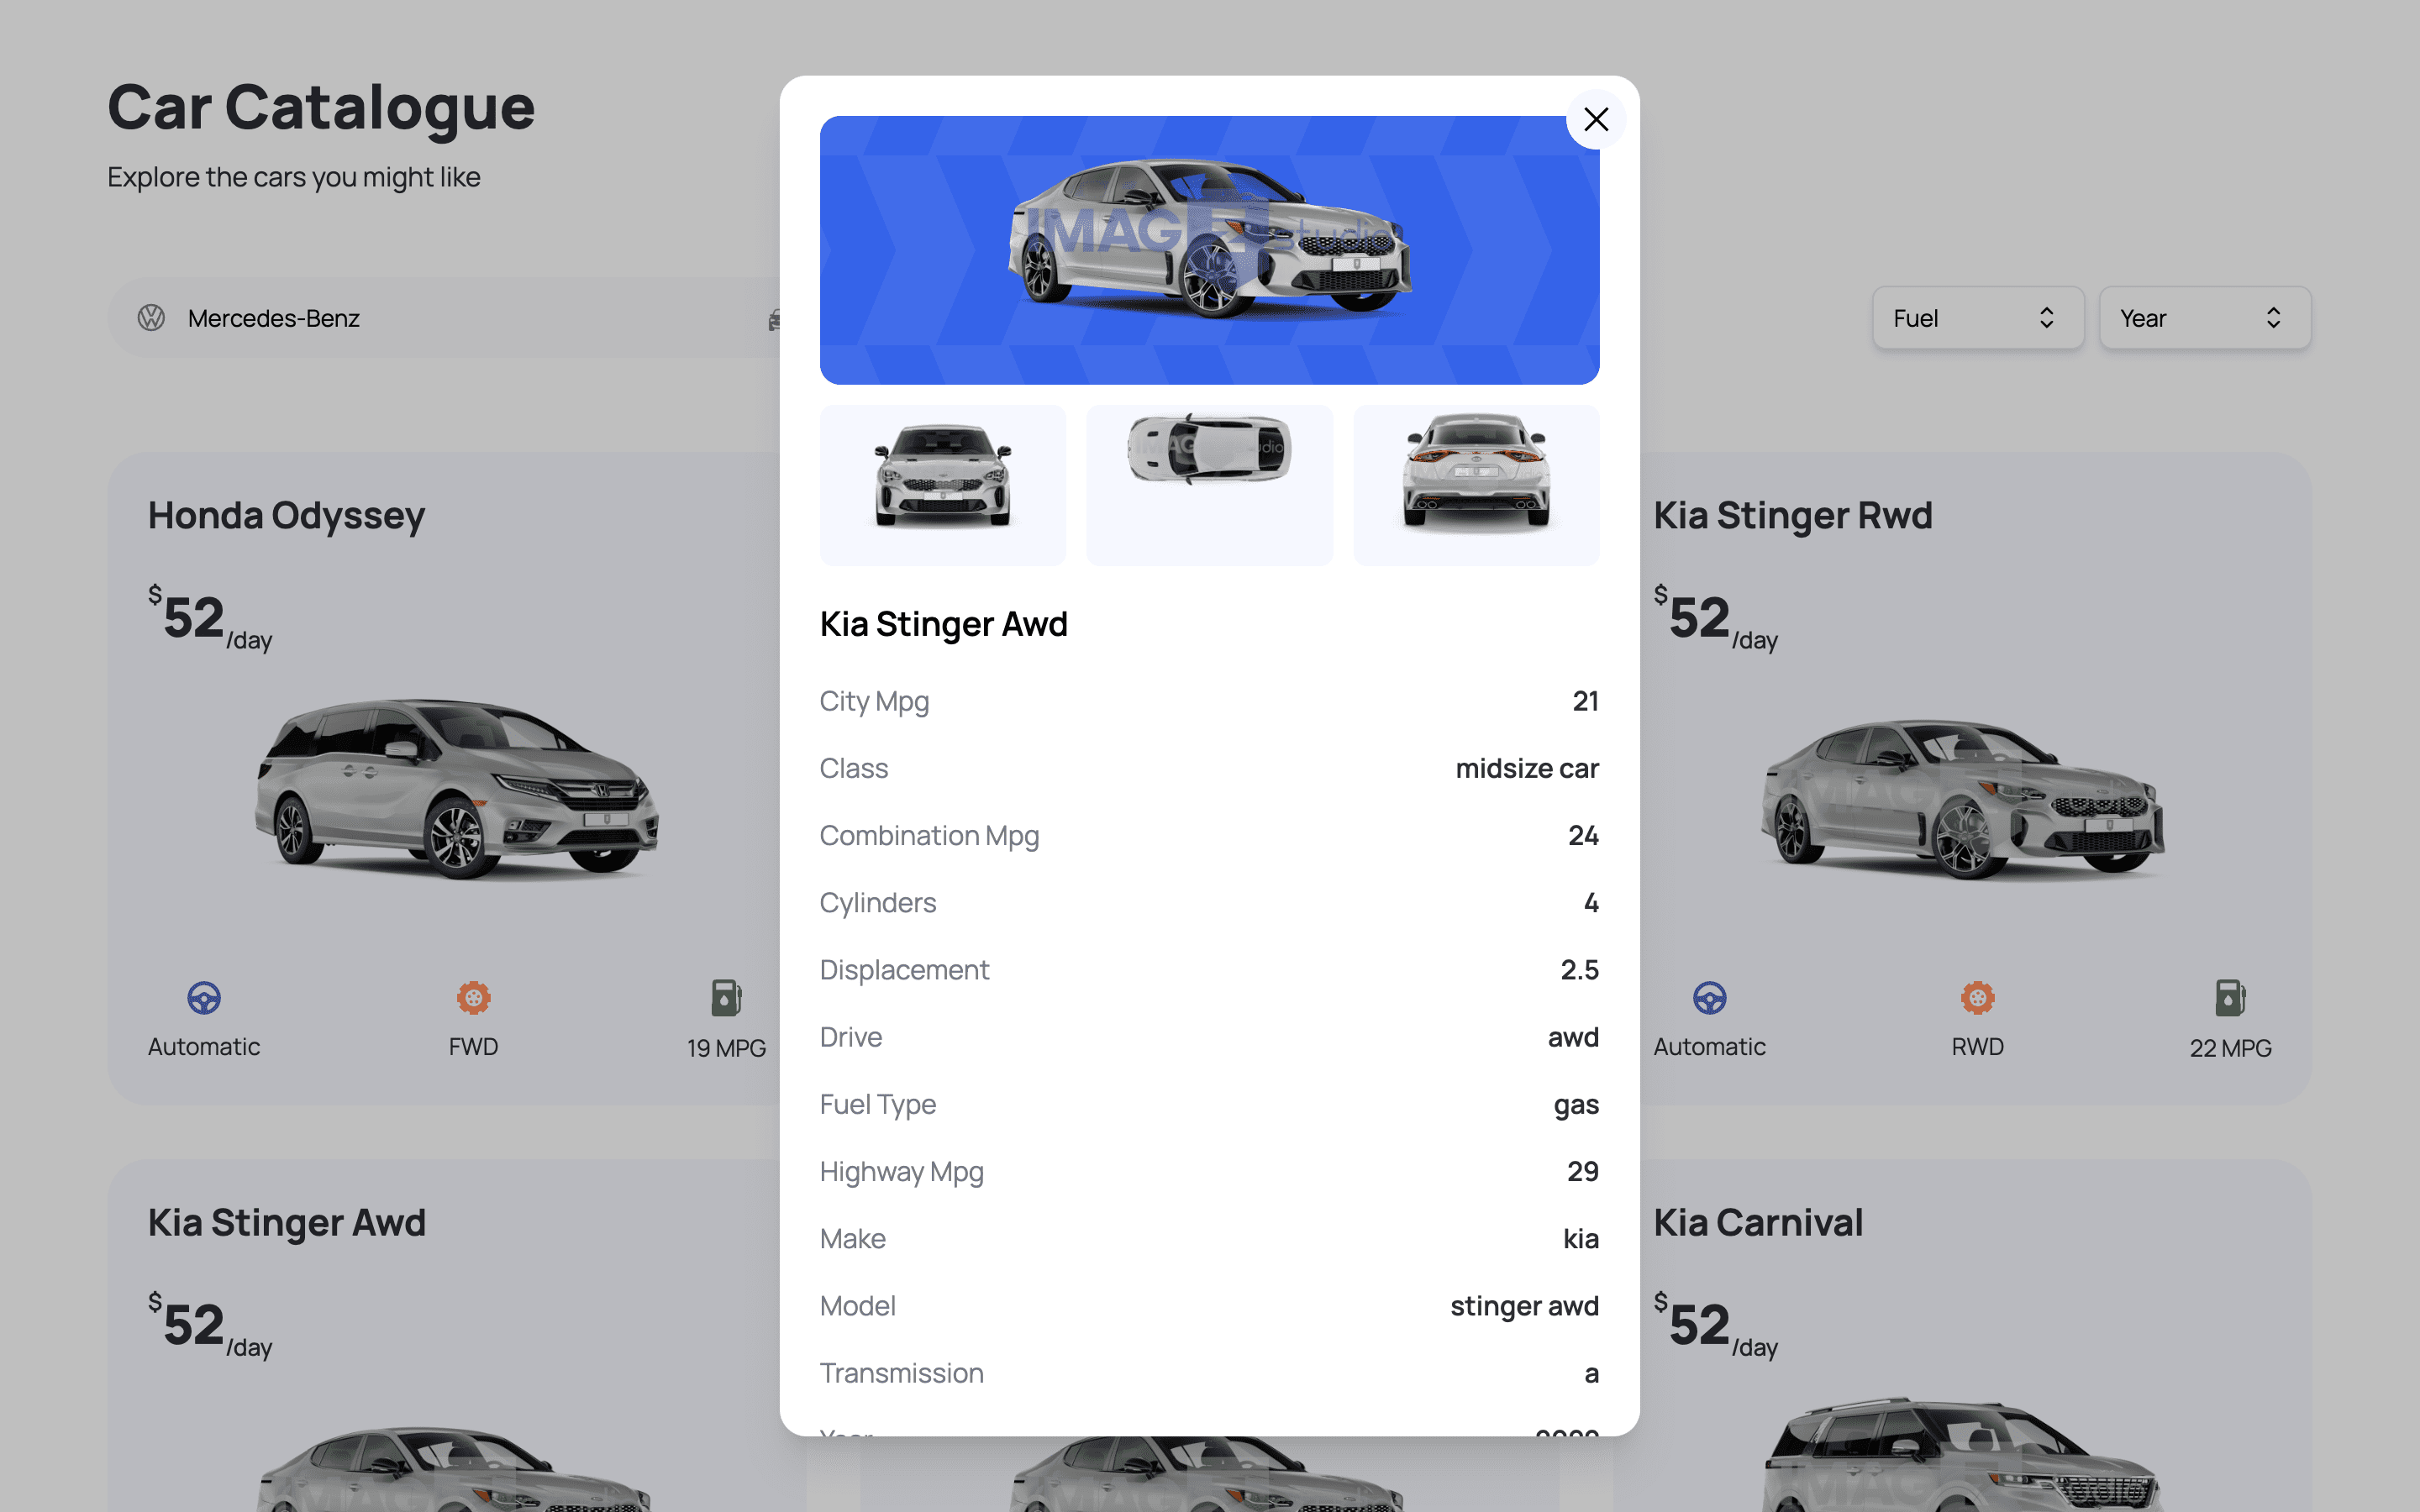 Car Catalogue
Explore the cars you might like
Mercedes-Benz
Fuel
Year
Honda Odyssey
$52/day
Automatic
FWD
19 MPG
Kia Stinger Awd
$52/day
IMAG studio
Kia Stinger Awd
City Mpg 21
Class midsize car
Combination Mpg 24
Cylinders 4
Displacement 2.5
Drive awd
Fuel Type gas
Highway Mpg 29
Make kia
Model stinger awd
Transmission a
Year
Kia Stinger Rwd
$52/day
Automatic
RWD
22 MPG
Kia Carnival
$52/day